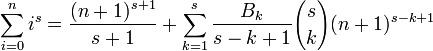 \sum_{i=0}^{n} i^s = \frac{(n+1)^{s+1}}{s+1} + \sum_{k=1}^{s} \frac{B_k}{s-k+1} \binom{s}{k} (n+1)^{s-k+1}